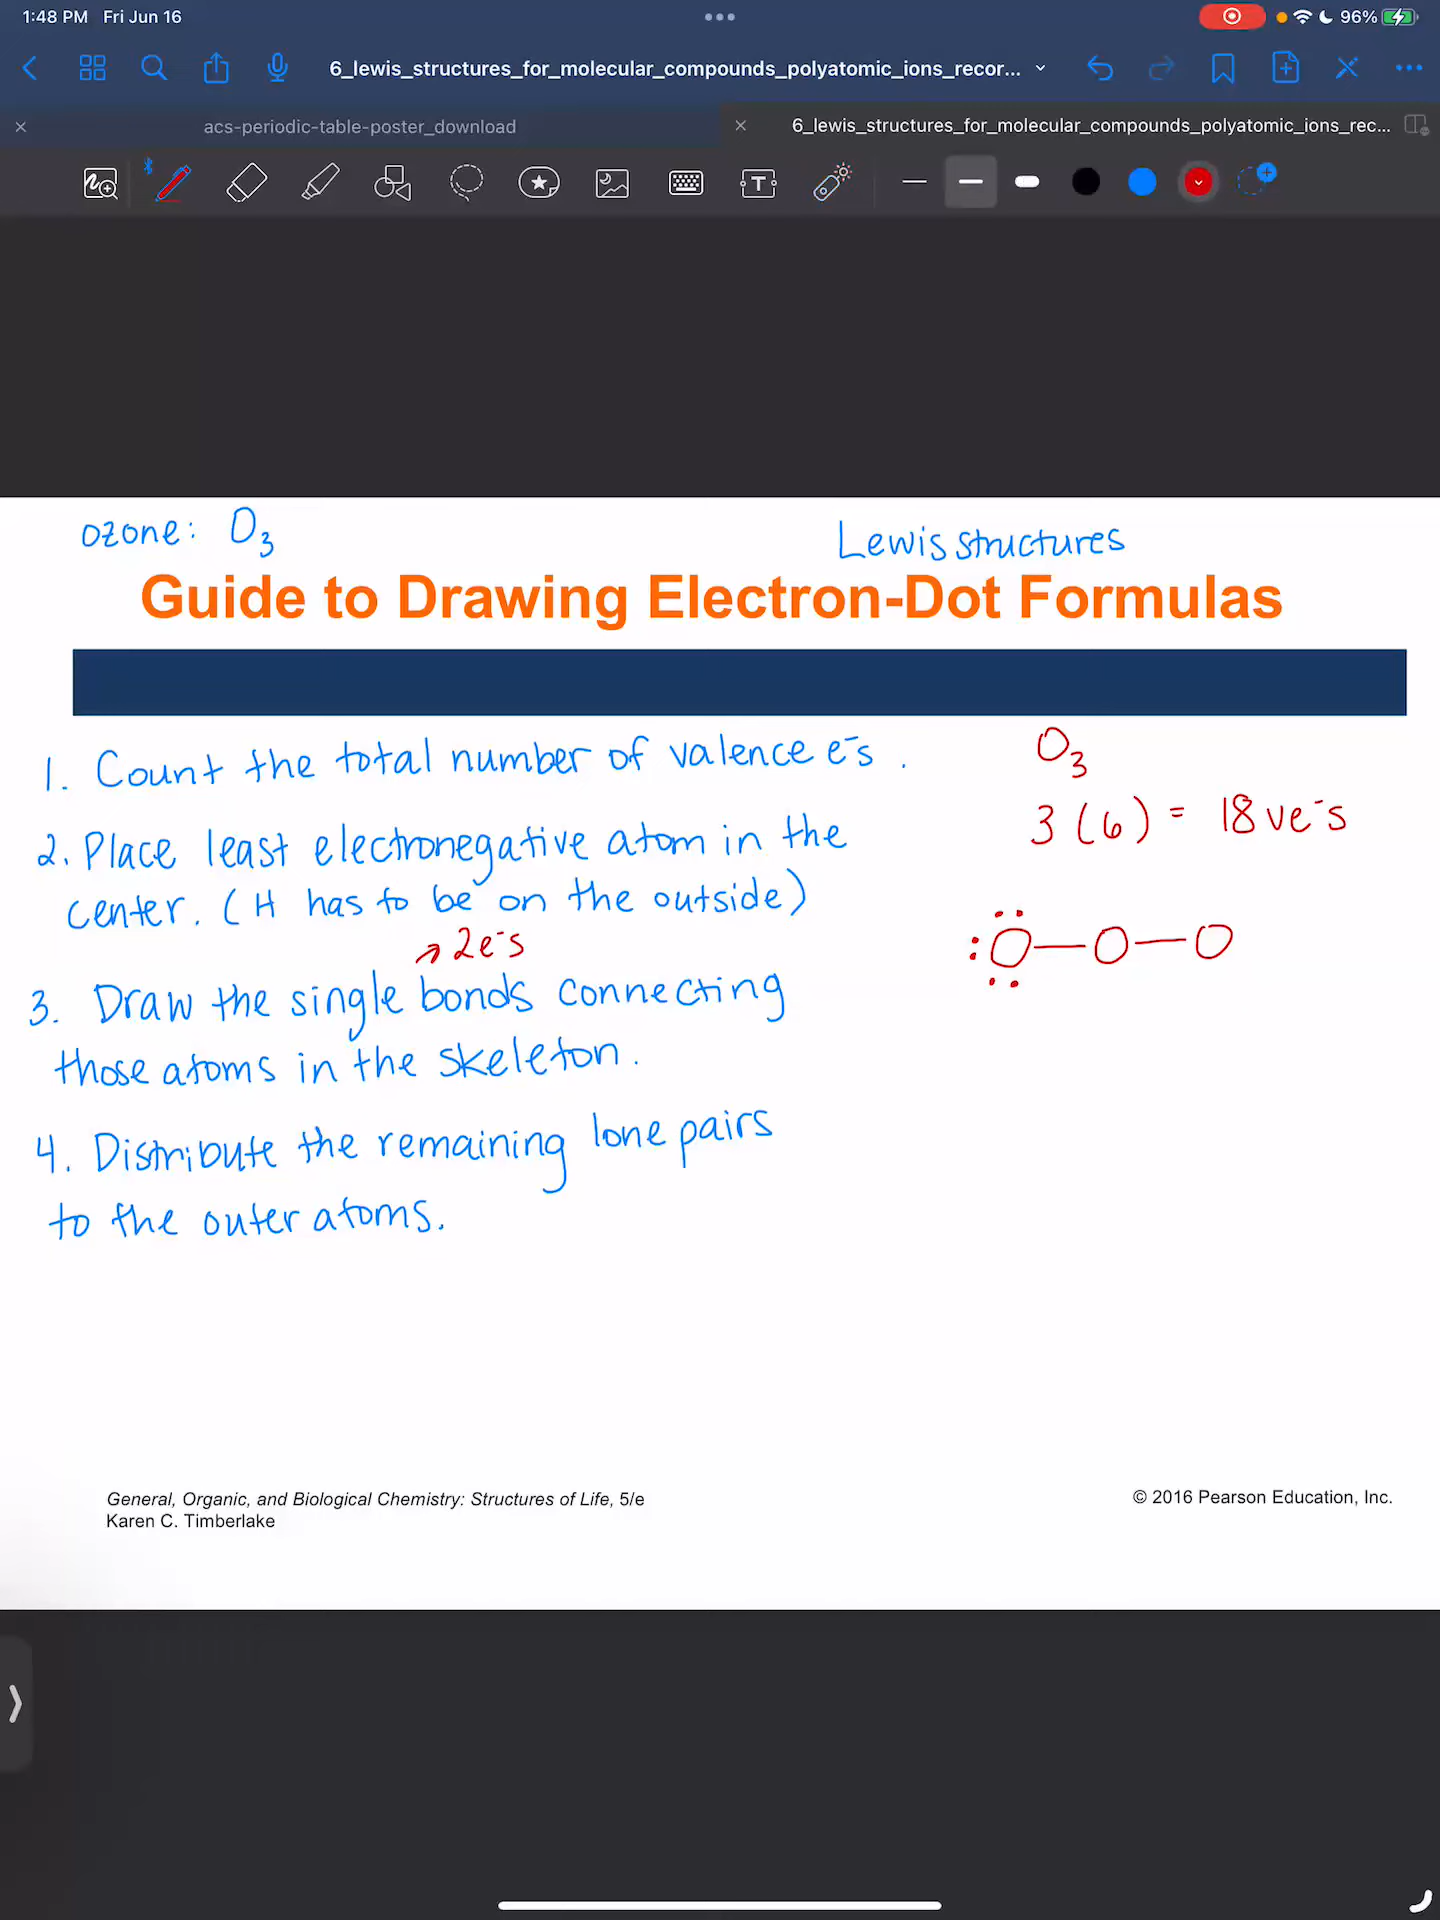 1:48 PM Fri Jun 16
96%
6_lewis_structures_for_molecular_compounds_polyatomic_ions_recor...
acs-periodic-table-poster_download
6_lewis_structures_for_molecular_compounds_polyatomic_ions_rec...
T
ozone: O₃
Lewis structures
Guide to Drawing Electron-Dot Formulas
1. Count the total number of valence e⁻s.
O₃
3(6) = 18 ve⁻s
2. Place least electronegative atom in the
center. (H has to be on the outside)
→ 2e⁻s
:O—O—O
3. Draw the single bonds connecting
those atoms in the skeleton.
4. Distribute the remaining lone pairs
to the outer atoms.
General, Organic, and Biological Chemistry: Structures of Life, 5/e
Karen C. Timberlake
© 2016 Pearson Education, Inc.